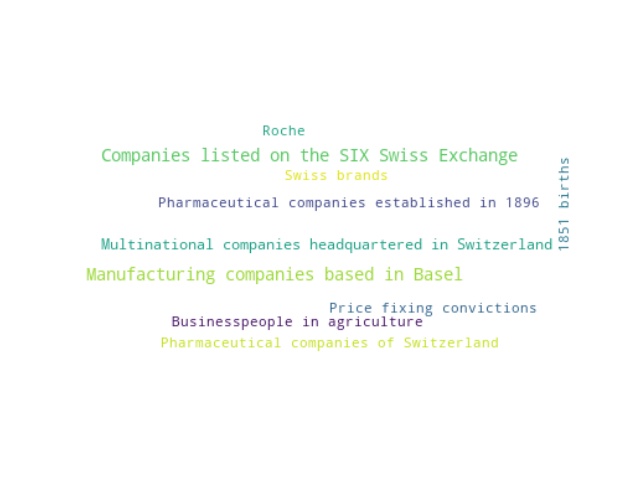 Roche
Companies listed on the SIX Swiss Exchange
Swiss brands
1851 births
Pharmaceutical companies established in 1896
Multinational companies headquartered in Switzerland
Manufacturing companies based in Basel
Price fixing convictions
Businesspeople in agriculture
Pharmaceutical companies of Switzerland